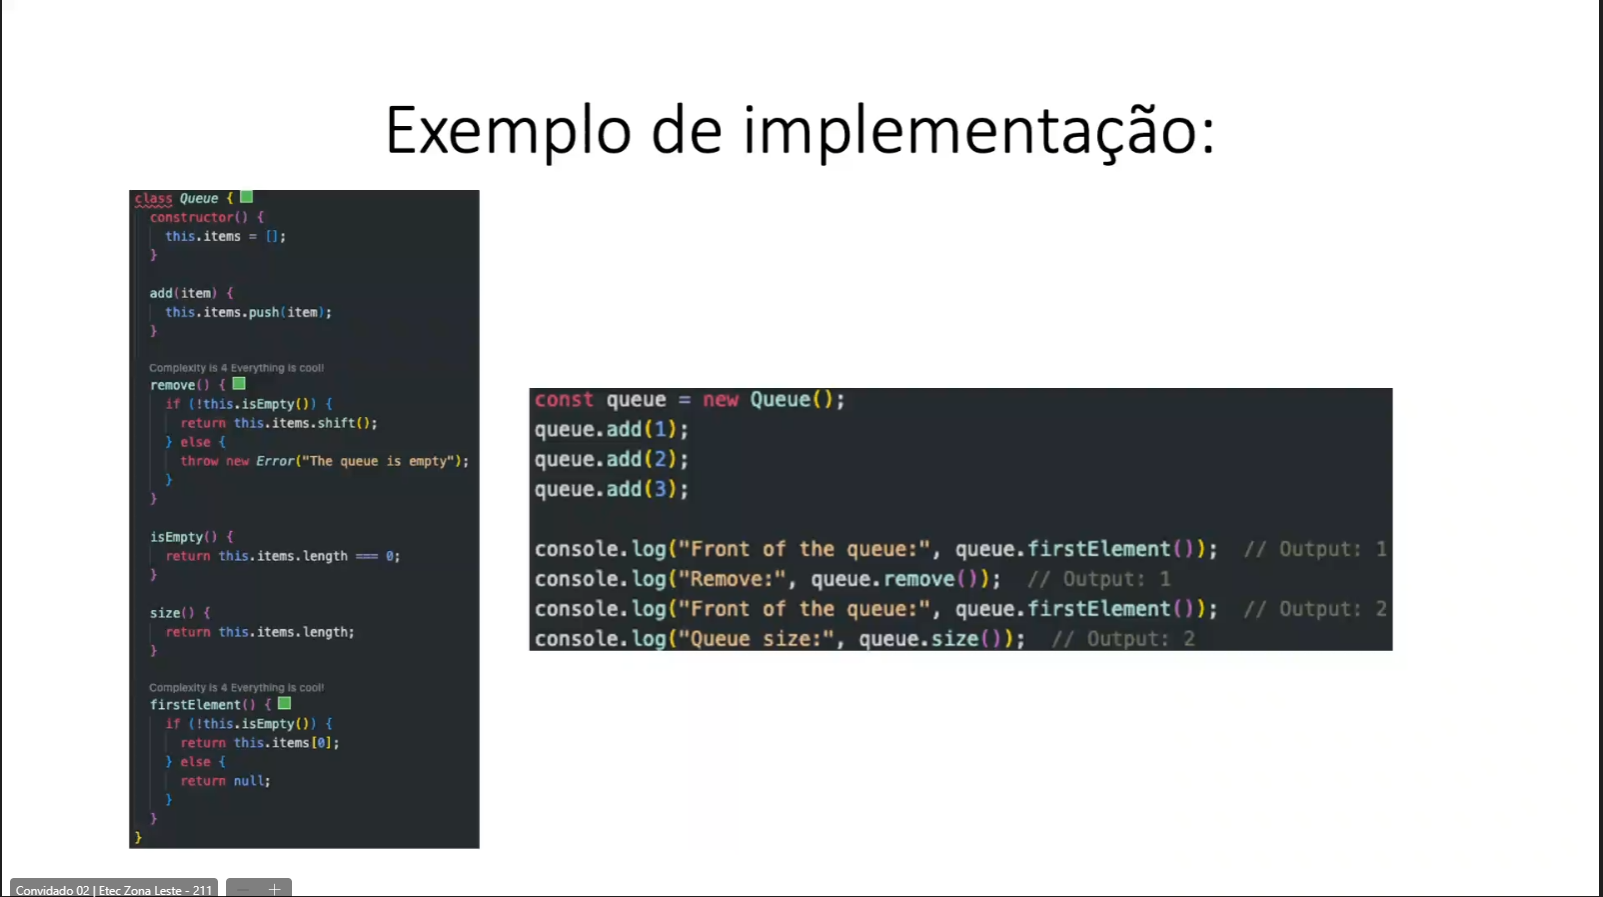 Exemplo de implementação:
class Queue {
constructor() {
this.items = [];
}
add(item) {
this.items.push(item);
}
Complexity is 4 Everything is cool!
remove() {
if (!this.isEmpty()) {
return this.items.shift();
} else {
throw new Error("The queue is empty");
}
}
isEmpty() {
return this.items.length === 0;
}
size() {
return this.items.length;
}
Complexity is 4 Everything is cool!
firstElement() {
if (!this.isEmpty()) {
return this.items[0];
} else {
return null;
}
}
}
const queue = new Queue();
queue.add(1);
queue.add(2);
queue.add(3);
console.log("Front of the queue:", queue.firstElement()); // Output: 1
console.log("Remove:", queue.remove()); // Output: 1
console.log("Front of the queue:", queue.firstElement()); // Output: 2
console.log("Queue size:", queue.size()); // Output: 2
Convidado 02 | Etec Zona Leste - 211